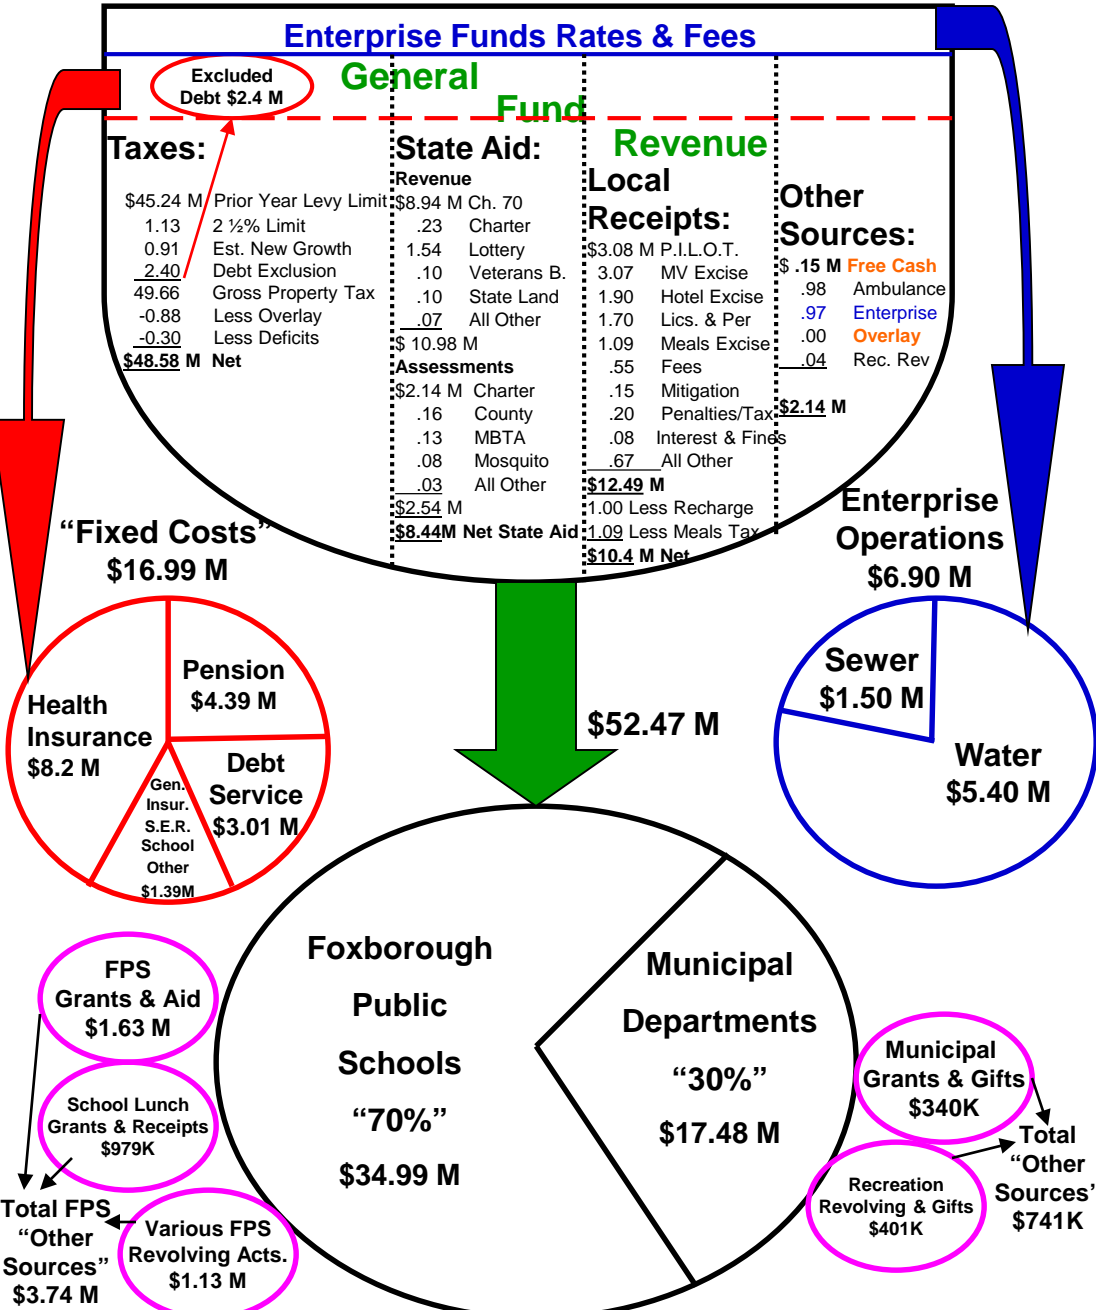 Enterprise Funds Rates & Fees
Excluded
Debt $2.4 M
General
Fund
Revenue
Taxes:
$45.24 M Prior Year Levy Limit
1.13 2 ½% Limit
0.91 Est. New Growth
2.40 Debt Exclusion
49.66 Gross Property Tax
-0.88 Less Overlay
-0.30 Less Deficits
$48.58 M Net
State Aid:
Revenue
$8.94 M Ch. 70
.23 Charter
1.54 Lottery
.10 Veterans B.
.10 State Land
.07 All Other
$ 10.98 M
Assessments
$2.14 M Charter
.16 County
.13 MBTA
.08 Mosquito
.03 All Other
$2.54 M
$8.44M Net State Aid
Local
Receipts:
$3.08 M P.I.L.O.T.
3.07 MV Excise
1.90 Hotel Excise
1.70 Lics. & Per
1.09 Meals Excise
.55 Fees
.15 Mitigation
.20 Penalties/Tax
.08 Interest & Fines
.67 All Other
$12.49 M
1.00 Less Recharge
1.09 Less Meals Tax
$10.4 M Net
Other
Sources:
$ .15 M Free Cash
.98 Ambulance
.97 Enterprise
.00 Overlay
.04 Rec. Rev
$2.14 M
“Fixed Costs”
$16.99 M
Pension
$4.39 M
Health
Insurance
$8.2 M
Debt
Service
$3.01 M
Gen.
Insur.
S.E.R.
School
Other
$1.39M
$52.47 M
Enterprise
Operations
$6.90 M
Sewer
$1.50 M
Water
$5.40 M
Foxborough
Public
Schools
“70%”
$34.99 M
Municipal
Departments
“30%”
$17.48 M
FPS
Grants & Aid
$1.63 M
School Lunch
Grants & Receipts
$979K
Total FPS
“Other
Sources”
$3.74 M
Various FPS
Revolving Acts.
$1.13 M
Municipal
Grants & Gifts
$340K
Recreation
Revolving & Gifts
$401K
Total
“Other
Sources”
$741K